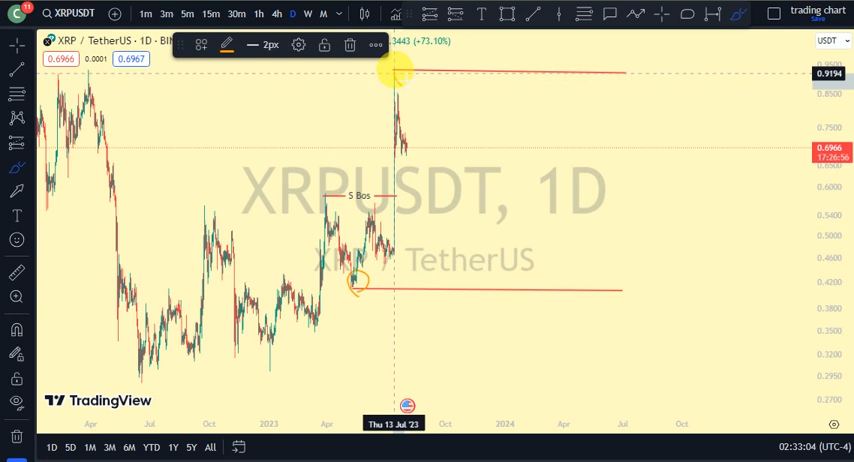 C 11 XRPUSDT 1m 3m 5m 15m 30m 1h 4h D W M trading chart
Save
XRP / TetherUS · 1D · BIN 2px 3443 (+73.10%) USDT
0.6966 0.0001 0.6967
0.9500
0.9194
0.8500
0.7500
0.6966
17:26:56
0.6000
S Bos
XRPUSDT, 1D
0.5400
0.5000
XRP / TetherUS
0.4600
0.4200
0.3800
0.3500
0.3200
0.2950
0.2700
TradingView
Apr Jul Oct 2023 Apr Thu 13 Jul '23 Oct 2024 Apr Jul Oct
1D 5D 1M 3M 6M YTD 1Y 5Y All 02:33:04 (UTC-4)